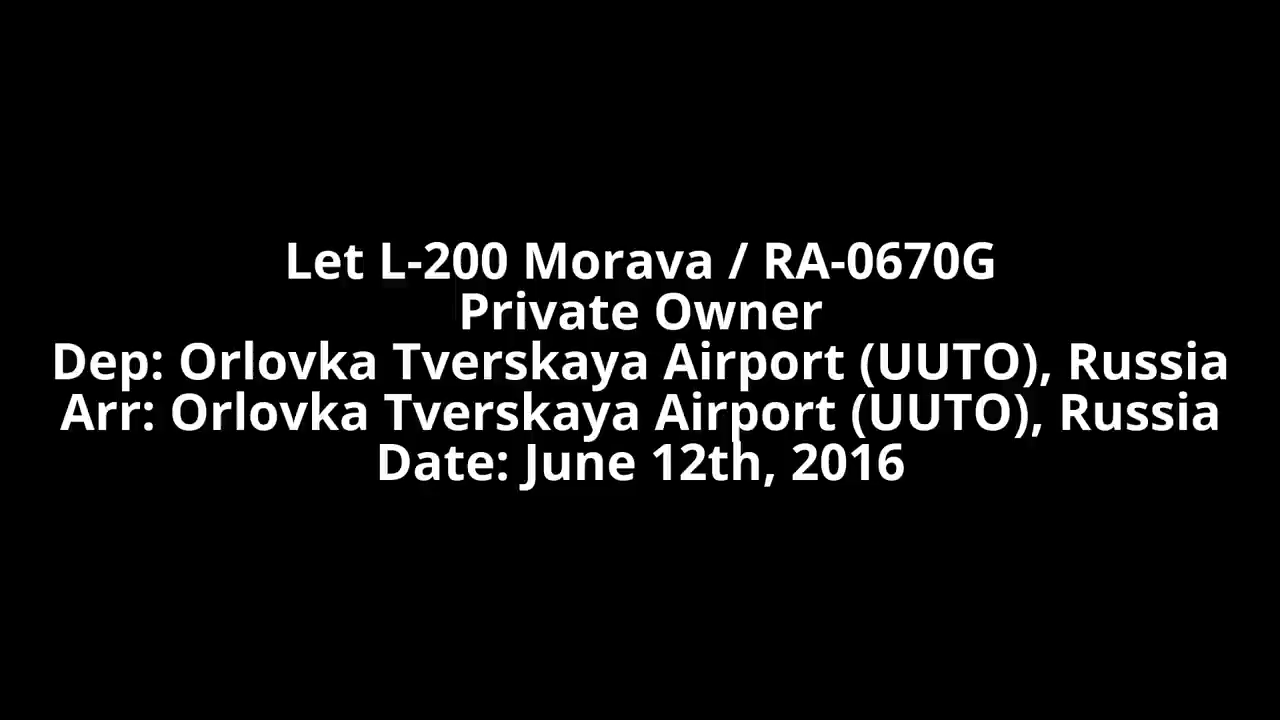 Let L-200 Morava / RA-0670G
Private Owner
Dep: Orlovka Tverskaya Airport (UUTO), Russia
Arr: Orlovka Tverskaya Airport (UUTO), Russia
Date: June 12th, 2016